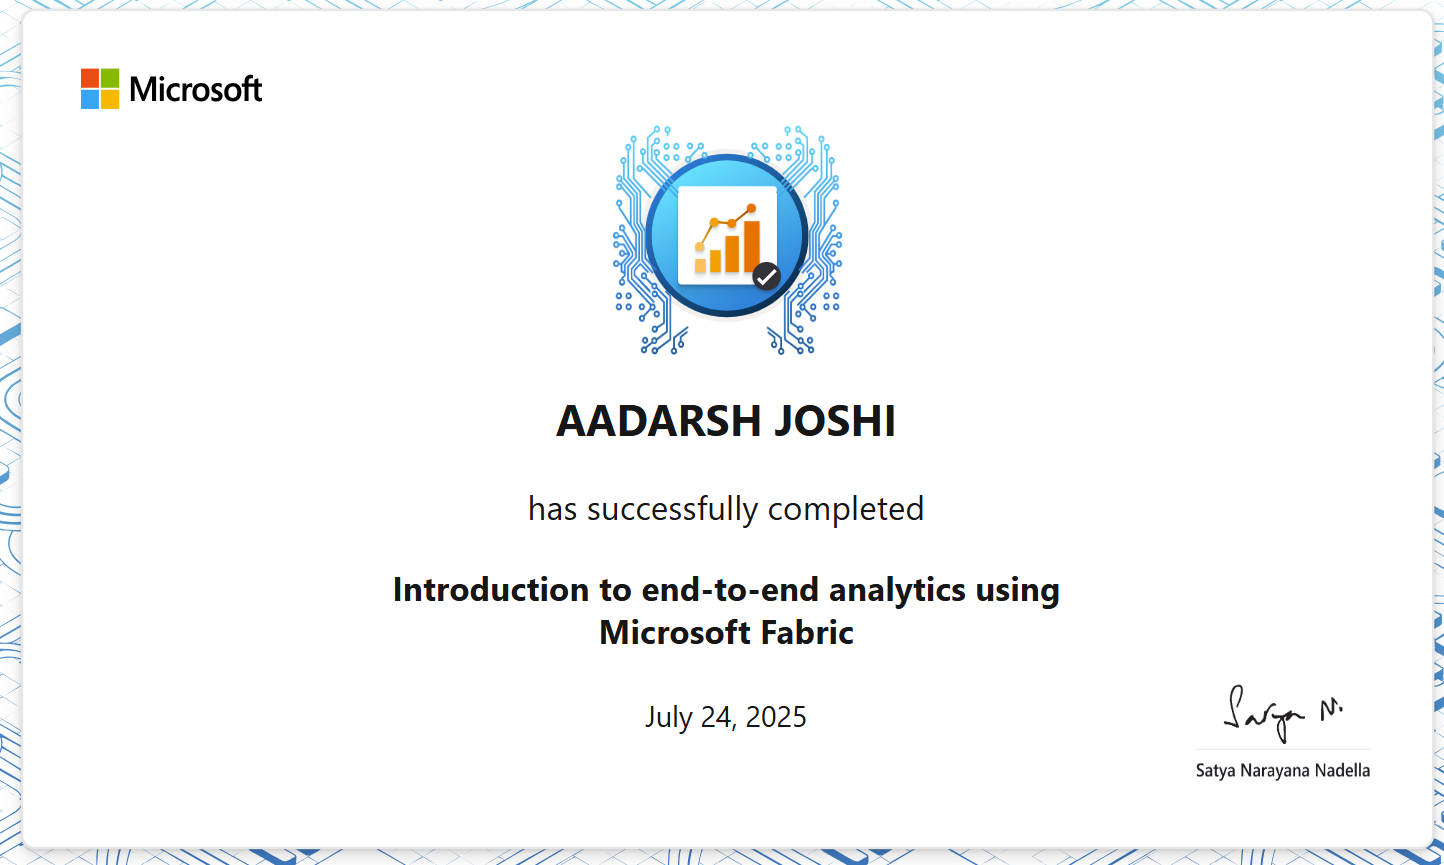 Microsoft
AADARSH JOSHI
has successfully completed
Introduction to end-to-end analytics using
Microsoft Fabric
July 24, 2025
Satya N.
Satya Narayana Nadella